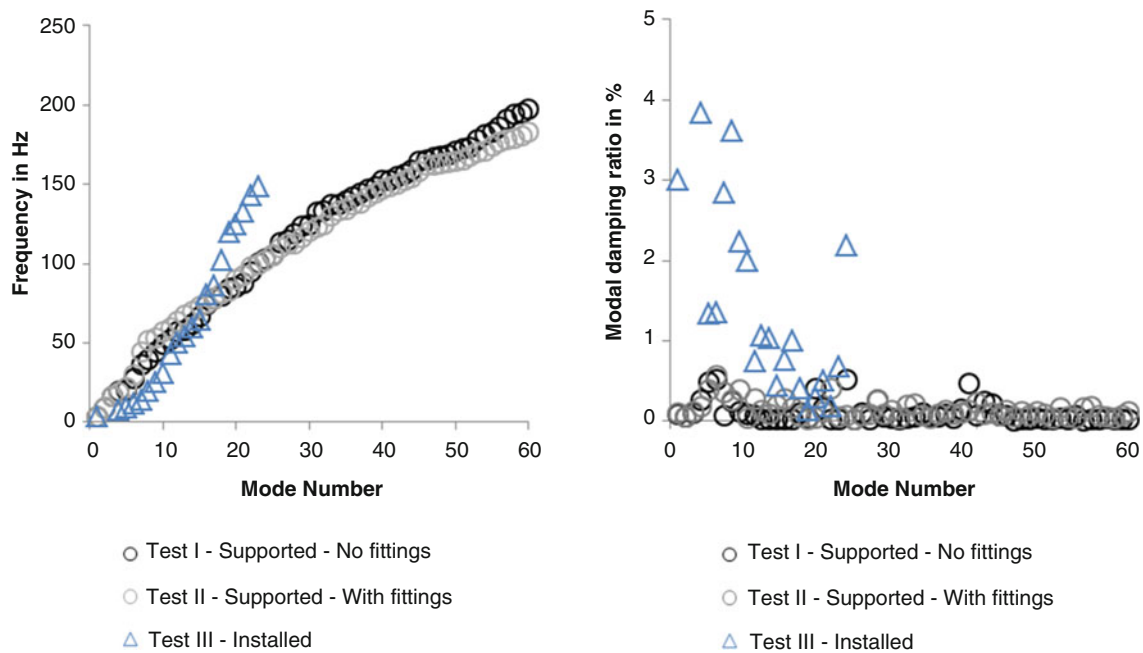 250
200
150
100
50
0
Frequency in Hz
0 10 20 30 40 50 60
Mode Number
Test I - Supported - No fittings
Test II - Supported - With fittings
Test III - Installed
5
4
3
2
1
0
Modal damping ratio in %
0 10 20 30 40 50 60
Mode Number
Test I - Supported - No fittings
Test II - Supported - With fittings
Test III - Installed